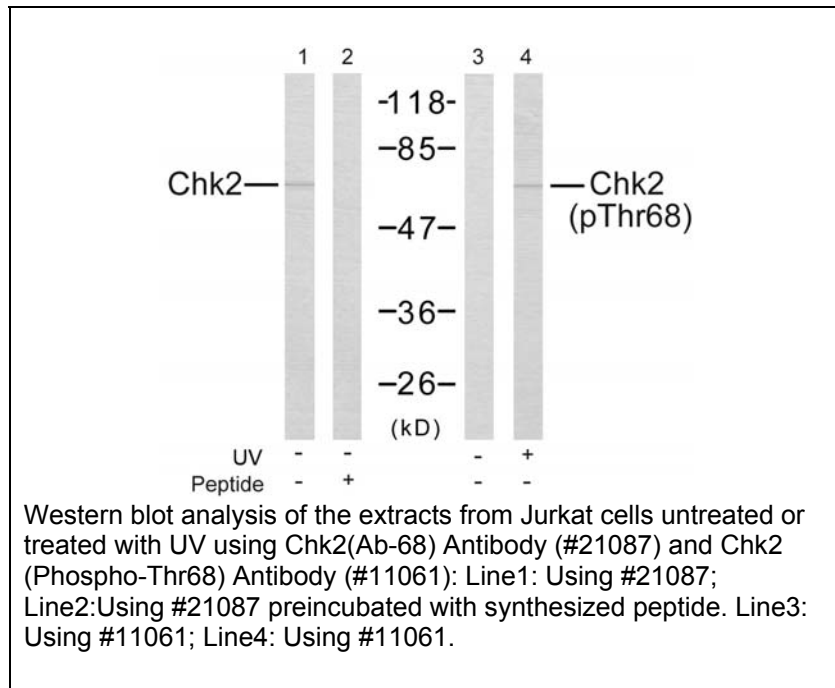 1 2 3 4
-118-
-85-
Chk2— —Chk2
(pThr68)
-47-
-36-
-26-
(kD)
UV - - - +
Peptide - + - -
Western blot analysis of the extracts from Jurkat cells untreated or
treated with UV using Chk2(Ab-68) Antibody (#21087) and Chk2
(Phospho-Thr68) Antibody (#11061): Line1: Using #21087;
Line2:Using #21087 preincubated with synthesized peptide. Line3:
Using #11061; Line4: Using #11061.